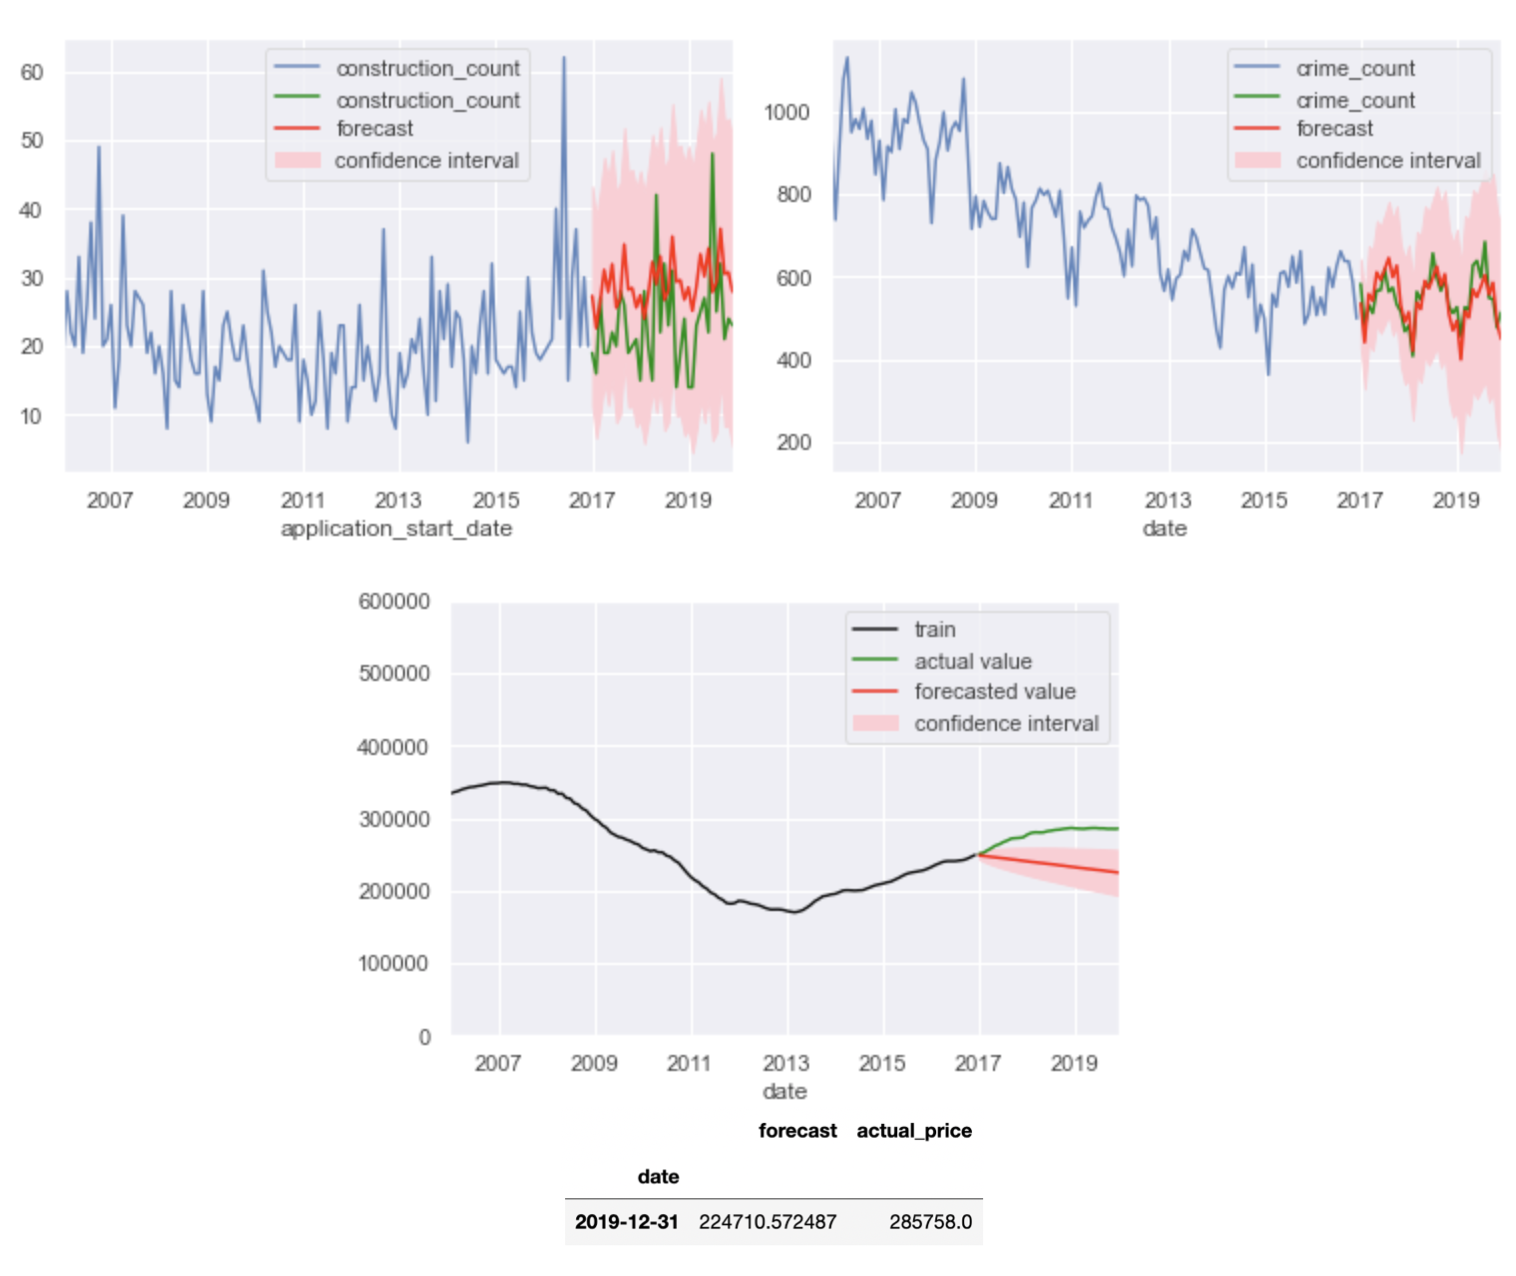 60
50
40
30
20
10
construction_count
construction_count
forecast
confidence interval
2007 2009 2011 2013 2015 2017 2019
application_start_date
1000
800
600
400
200
crime_count
crime_count
forecast
confidence interval
2007 2009 2011 2013 2015 2017 2019
date
600000
500000
400000
300000
200000
100000
0
train
actual value
forecasted value
confidence interval
2007 2009 2011 2013 2015 2017 2019
date
forecast actual_price
date
2019-12-31 224710.572487 285758.0